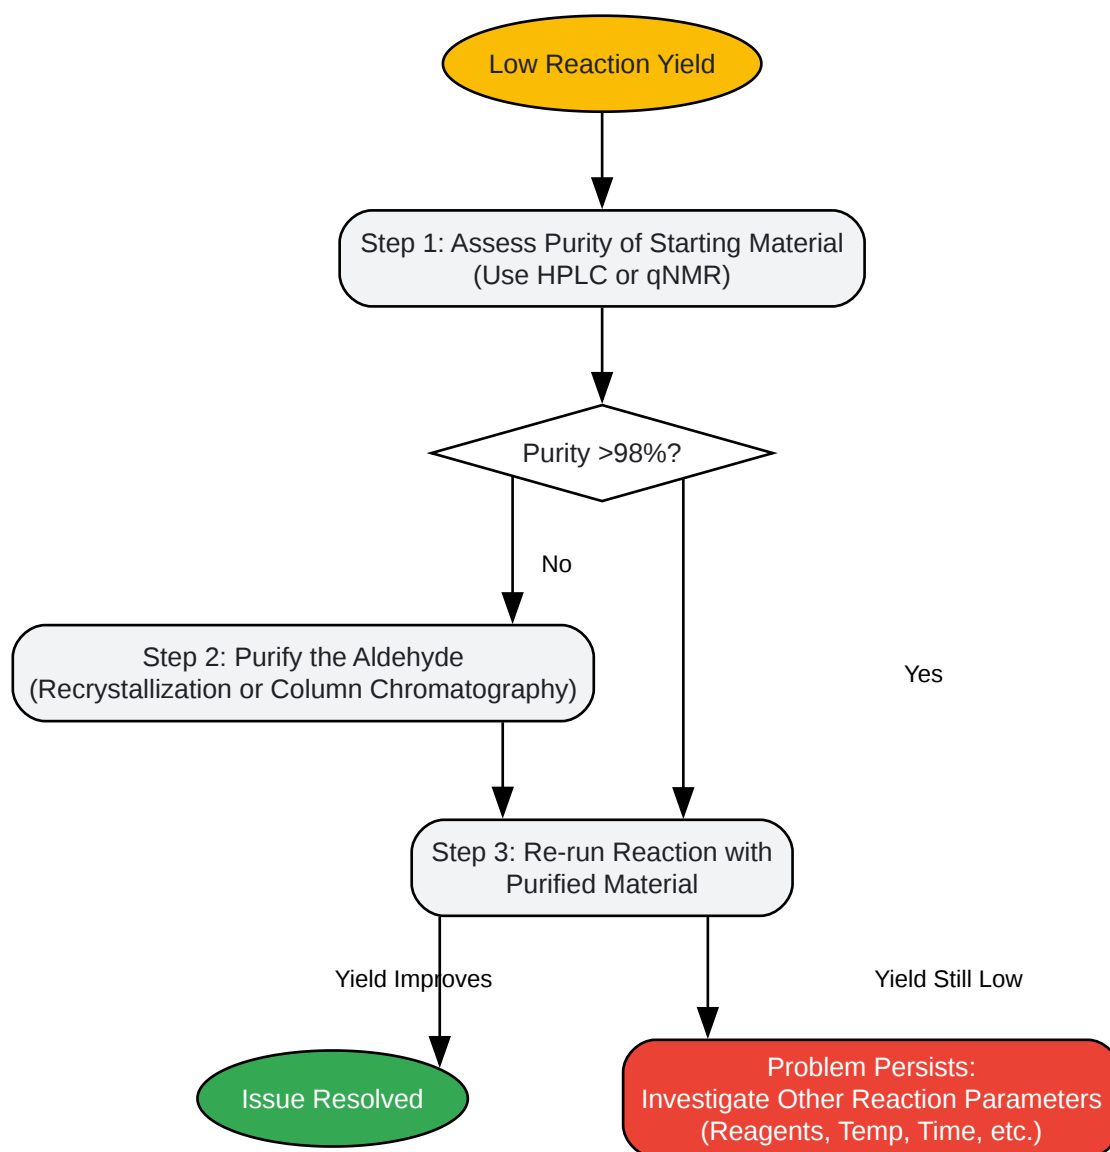 Low Reaction Yield
Step 1: Assess Purity of Starting Material
(Use HPLC or qNMR)
Purity >98%?
No
Step 2: Purify the Aldehyde
(Recrystallization or Column Chromatography)
Yes
Step 3: Re-run Reaction with
Purified Material
Yield Improves
Yield Still Low
Issue Resolved
Problem Persists:
Investigate Other Reaction Parameters
(Reagents, Temp, Time, etc.)